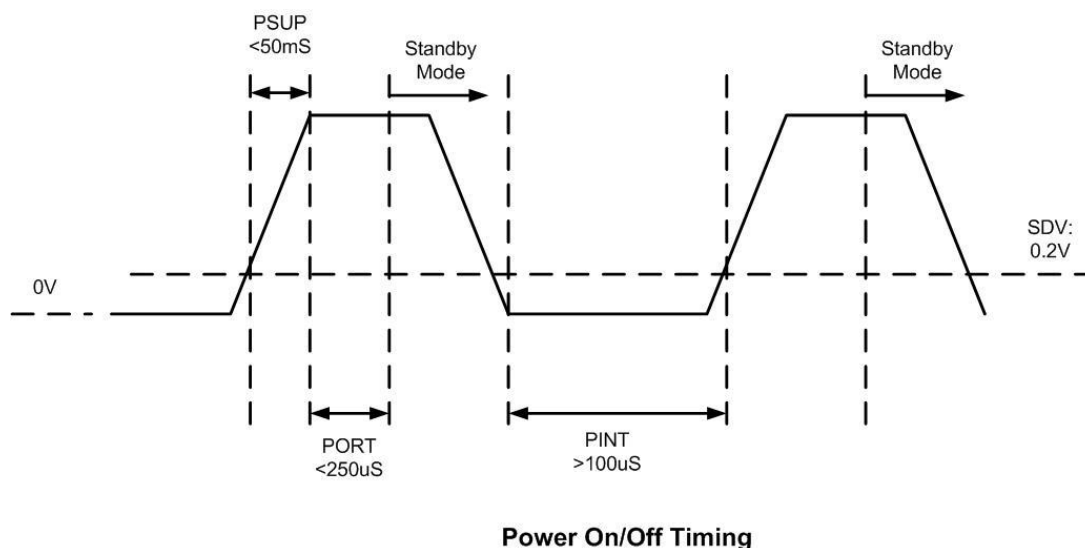 PSUP
<50mS
Standby
Mode
Standby
Mode
SDV:
0.2V
0V
PORT
<250uS
PINT
>100uS
Power On/Off Timing